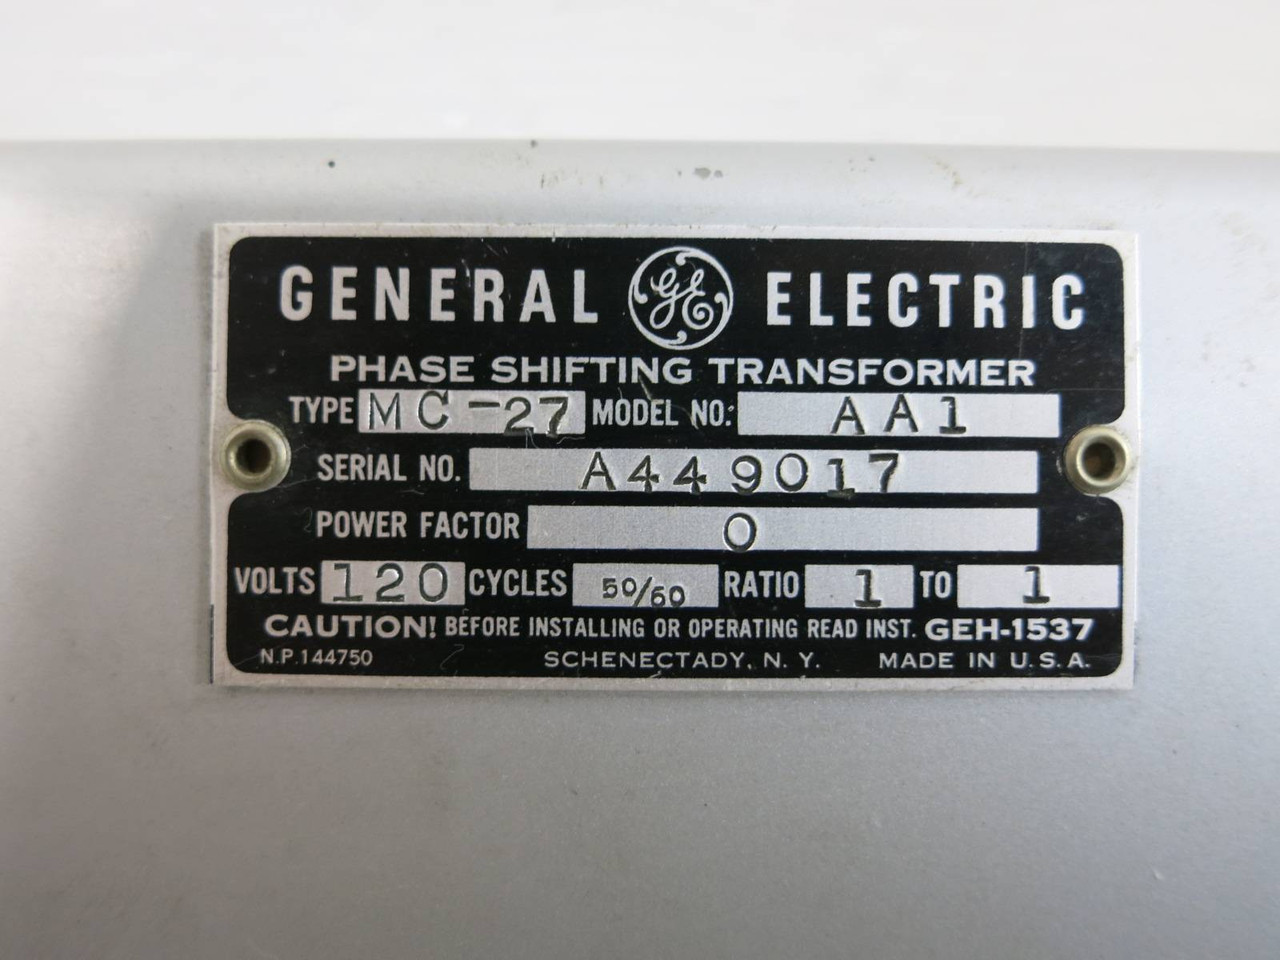 GENERAL GE ELECTRIC
PHASE SHIFTING TRANSFORMER
TYPE MC-27 MODEL NO. AA1
SERIAL NO. A449017
POWER FACTOR 0
VOLTS 120 CYCLES 50/60 RATIO 1 TO 1
CAUTION! BEFORE INSTALLING OR OPERATING READ INST. GEH-1537
N.P.144750 SCHENECTADY, N. Y. MADE IN U.S.A.